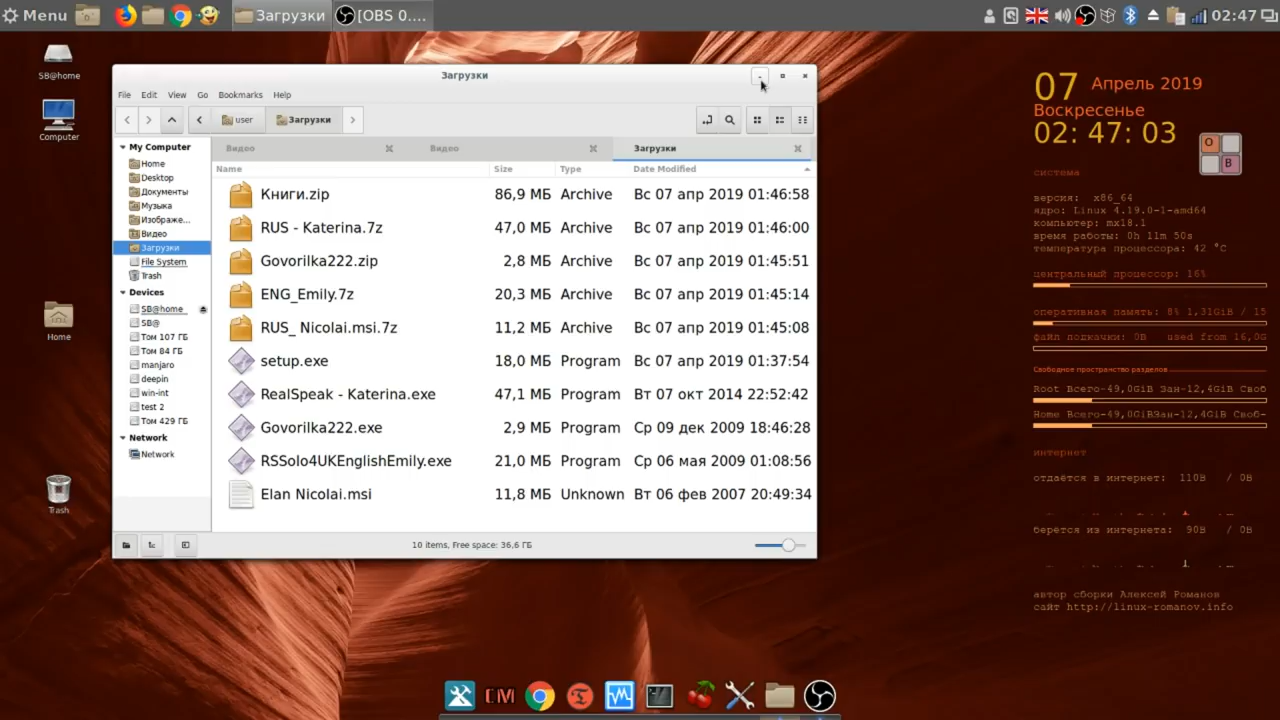 Menu
Загрузки
[OBS 0....
02:47
SB@home
Computer
Home
Trash
Загрузки
File Edit View Go Bookmarks Help
user
Загрузки
My Computer
Home
Desktop
Документы
Музыка
Изображе...
Видео
Загрузки
File System
Trash
Devices
SB@home
SB@
Том 107 ГБ
Том 84 ГБ
manjaro
deepin
win-int
test 2
Том 429 ГБ
Network
Network
Видео Видео Загрузки
Name Size Type Date Modified
Книги.zip 86,9 МБ Archive Вс 07 апр 2019 01:46:58
RUS - Katerina.7z 47,0 МБ Archive Вс 07 апр 2019 01:46:00
Govorilka222.zip 2,8 МБ Archive Вс 07 апр 2019 01:45:51
ENG_Emily.7z 20,3 МБ Archive Вс 07 апр 2019 01:45:14
RUS_ Nicolai.msi.7z 11,2 МБ Archive Вс 07 апр 2019 01:45:08
setup.exe 18,0 МБ Program Вс 07 апр 2019 01:37:54
RealSpeak - Katerina.exe 47,1 МБ Program Вт 07 окт 2014 22:52:42
Govorilka222.exe 2,9 МБ Program Ср 09 дек 2009 18:46:28
RSSolo4UKEnglishEmily.exe 21,0 МБ Program Ср 06 мая 2009 01:08:56
Elan Nicolai.msi 11,8 МБ Unknown Вт 06 фев 2007 20:49:34
10 items, Free space: 36,6 ГБ
07 Апрель 2019
Воскресенье
02: 47: 03
O
B
система
версия: x86_64
ядро: Linux 4.19.0-1-amd64
компьютер: mx18.1
время работы: 0h 11m 50s
температура процессора: 42 °C
центральный процессор: 16%
оперативная память: 8% 1,31GiB / 15
файл подкачки: 0B used from 16,0G
Свободное пространство разделов
Root Всего-49,0GiB Зан-12,4GiB Своб
Home Всего-49,0GiBЗан-12,4GiB Своб-
интернет
отдаётся в интернет: 110B / 0B
берётся из интернета: 90B / 0B
автор сборки Алексей Романов
сайт http://linux-romanov.info
CM